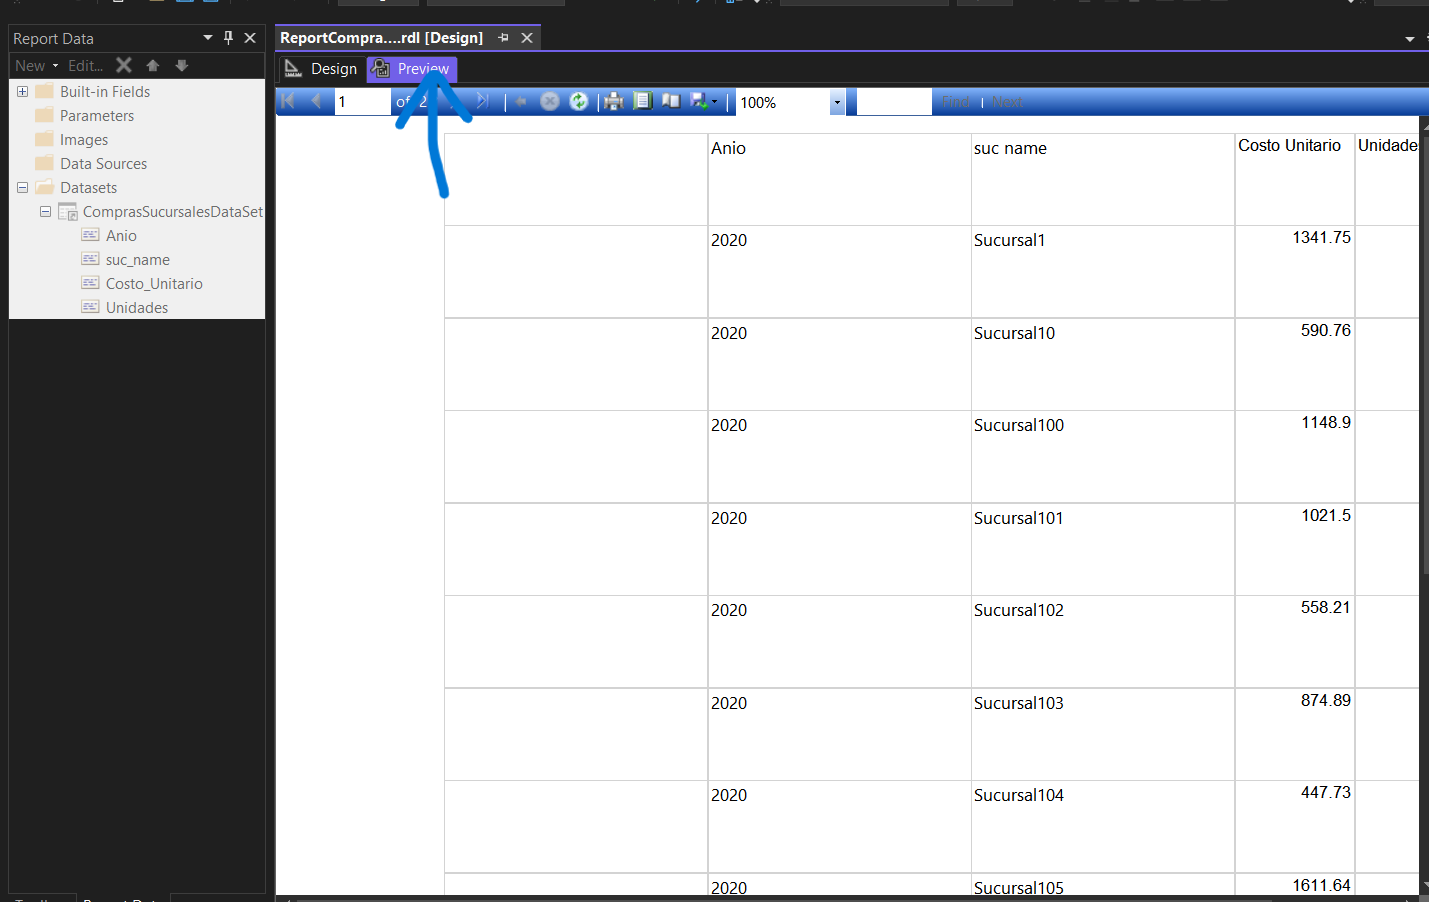 Report Data
New Edit...
Built-in Fields
Parameters
Images
Data Sources
Datasets
ComprasSucursalesDataSet
Anio
suc_name
Costo_Unitario
Unidades
ReportCompra....rdl [Design]
Design Preview
1 of 2 100% Find | Next
Anio suc name Costo Unitario Unidade
2020 Sucursal1 1341.75
2020 Sucursal10 590.76
2020 Sucursal100 1148.9
2020 Sucursal101 1021.5
2020 Sucursal102 558.21
2020 Sucursal103 874.89
2020 Sucursal104 447.73
2020 Sucursal105 1611.64